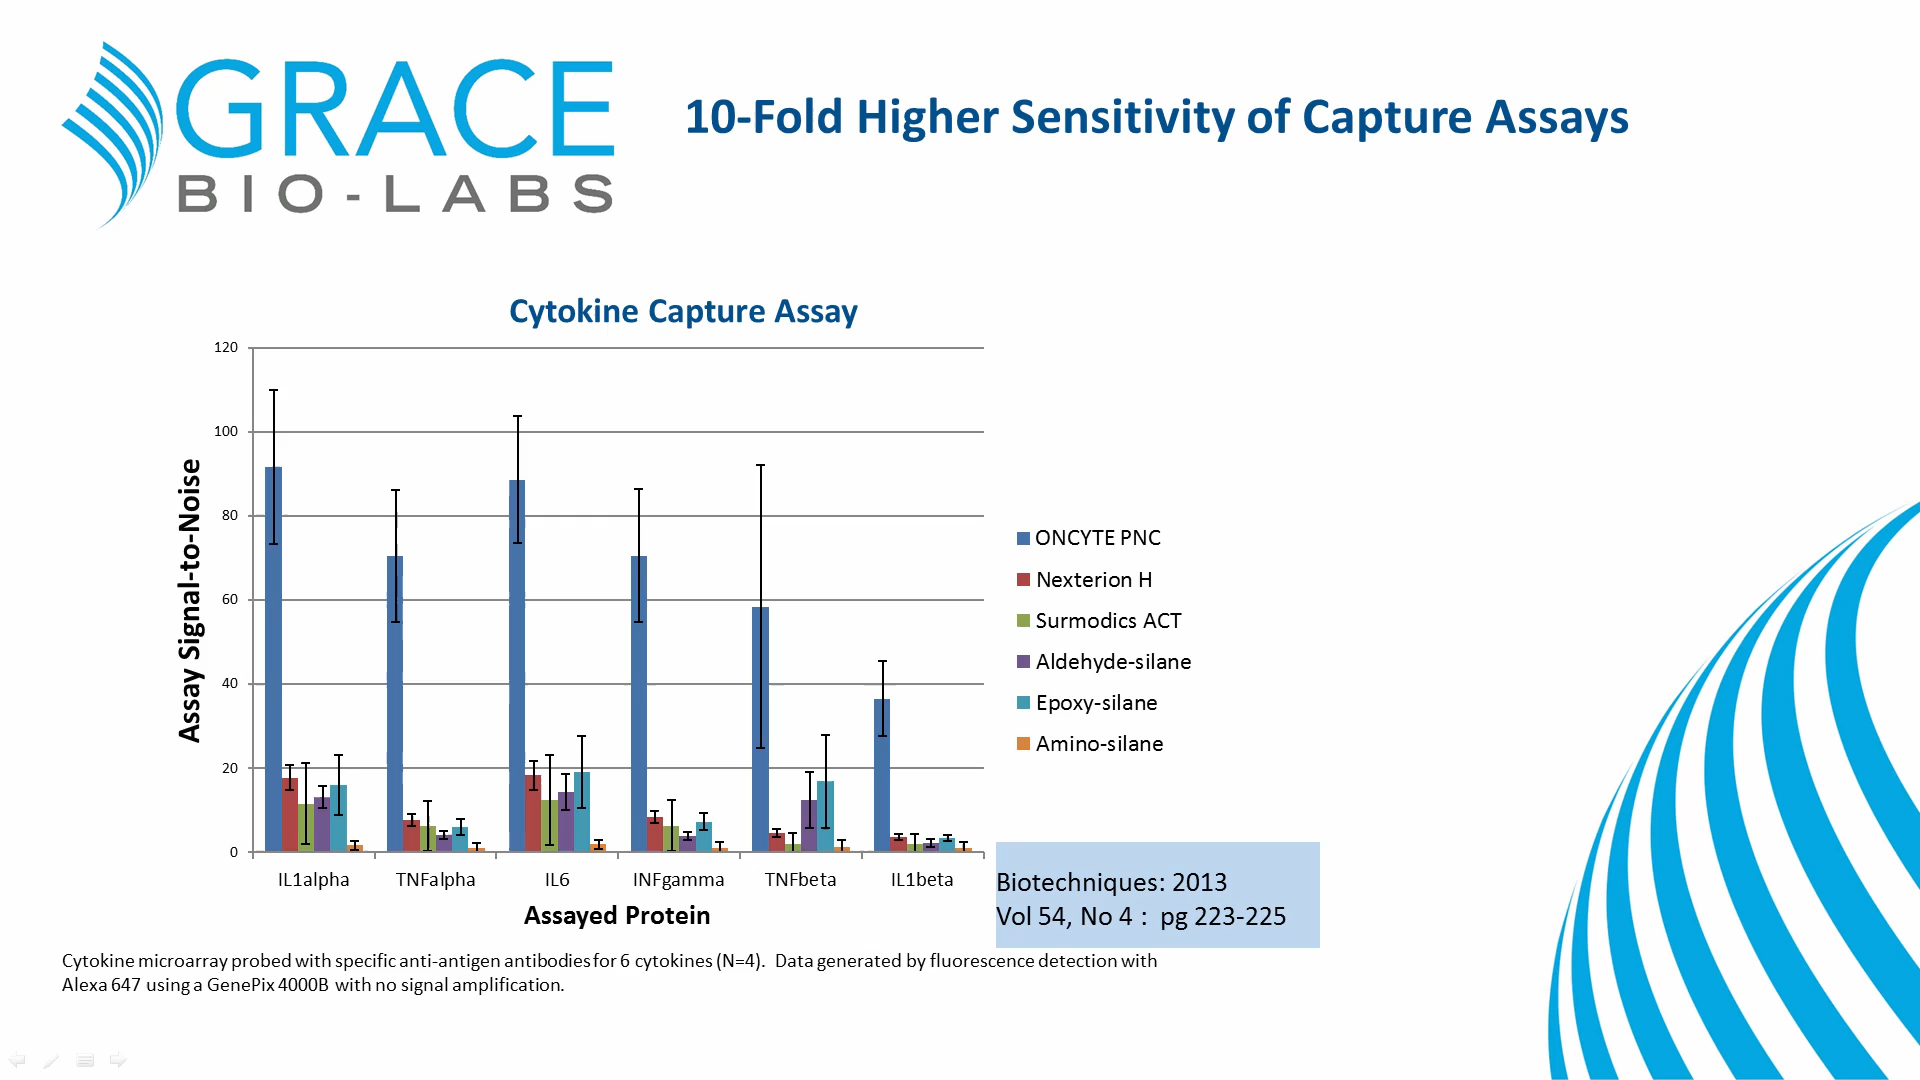 GRACE
BIO-LABS
10-Fold Higher Sensitivity of Capture Assays
Cytokine Capture Assay
120
100
80
60
40
20
0
Assay Signal-to-Noise
IL1alpha TNFalpha IL6 INFgamma TNFbeta IL1beta
Assayed Protein
ONCYTE PNC
Nexterion H
Surmodics ACT
Aldehyde-silane
Epoxy-silane
Amino-silane
Biotechniques: 2013
Vol 54, No 4 : pg 223-225
Cytokine microarray probed with specific anti-antigen antibodies for 6 cytokines (N=4). Data generated by fluorescence detection with
Alexa 647 using a GenePix 4000B with no signal amplification.